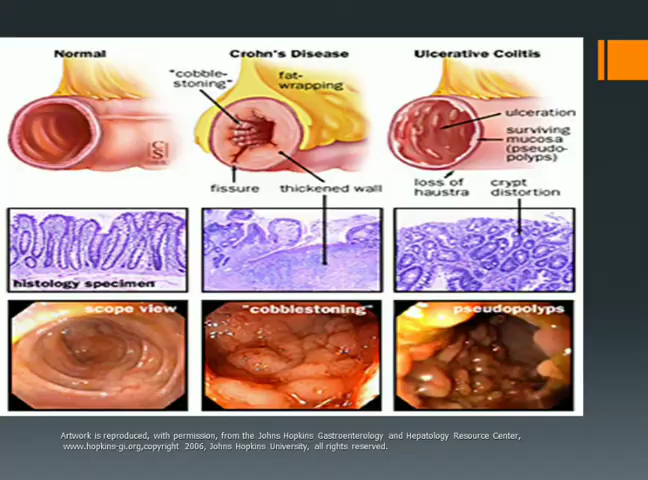 Normal
Crohn's Disease
Ulcerative Colitis
"cobble-
stoning"
fat-
wrapping
ulceration
surviving
mucosa
(pseudo-
polyps)
fissure
thickened wall
loss of
haustra
crypt
distortion
histology specimen
scope view
"cobblestoning"
pseudopolyps
Artwork is reproduced, with permission, from the Johns Hopkins Gastroenterology and Hepatology Resource Center,
www.hopkins-gi.org,copyright 2006, Johns Hopkins University, all rights reserved.